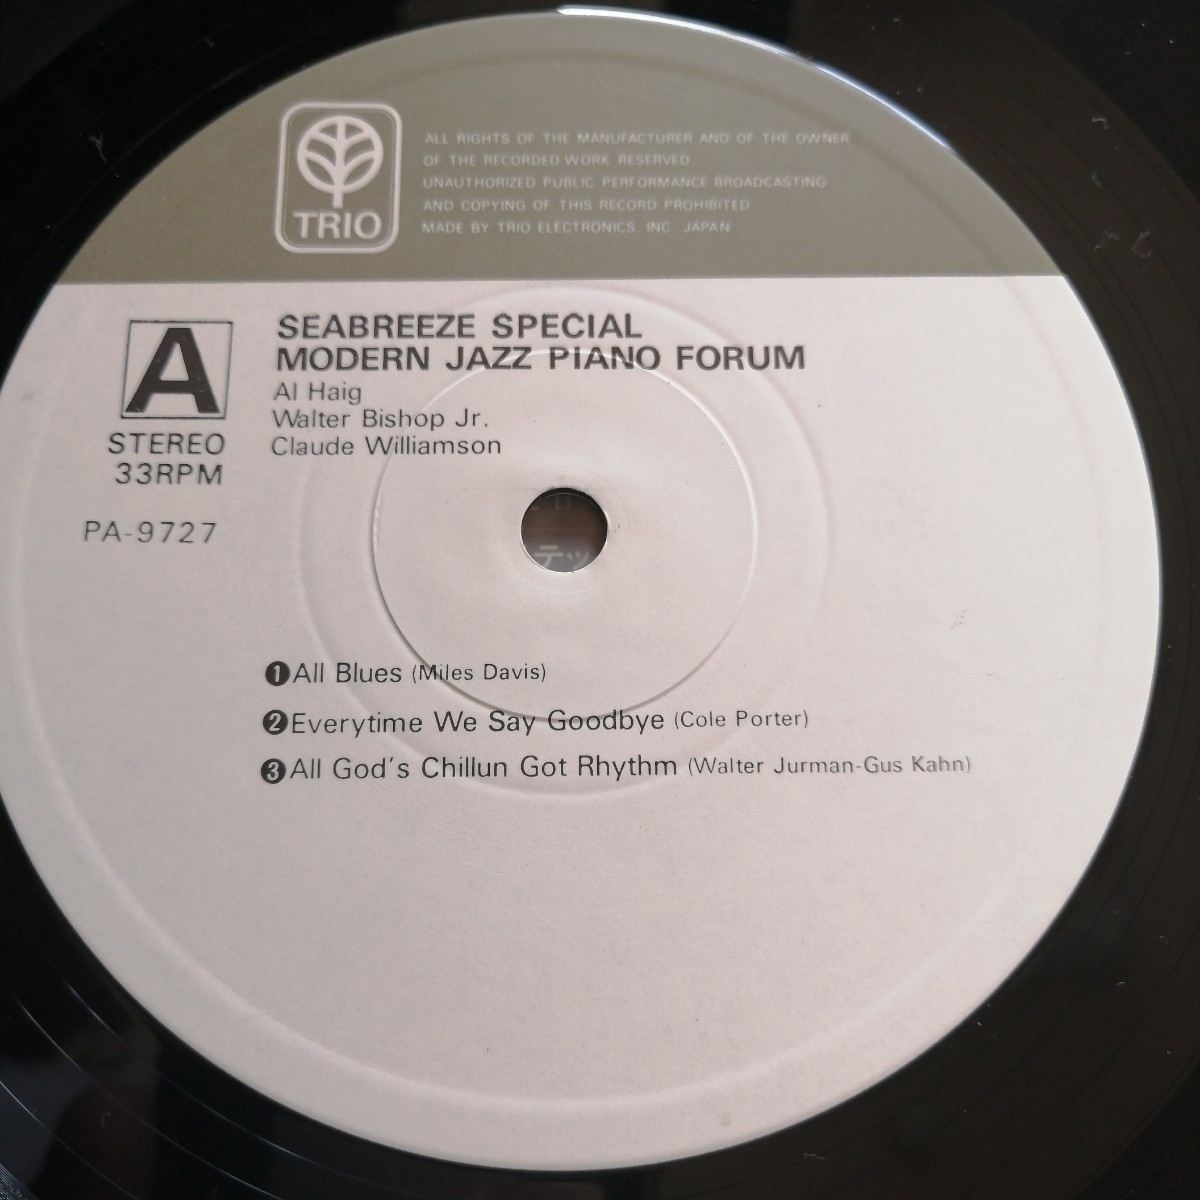 TRIO
ALL RIGHTS OF THE MANUFACTURER AND OF THE OWNER
OF THE RECORDED WORK RESERVED
UNAUTHORIZED PUBLIC PERFORMANCE BROADCASTING
AND COPYING OF THIS RECORD PROHIBITED
MADE BY TRIO ELECTRONICS INC JAPAN
A
STEREO
33RPM
PA-9727
SEABREEZE SPECIAL
MODERN JAZZ PIANO FORUM
Al Haig
Walter Bishop Jr.
Claude Williamson
テッ
❶All Blues (Miles Davis)
❷Everytime We Say Goodbye (Cole Porter)
❸All God's Chillun Got Rhythm (Walter Jurman-Gus Kahn)